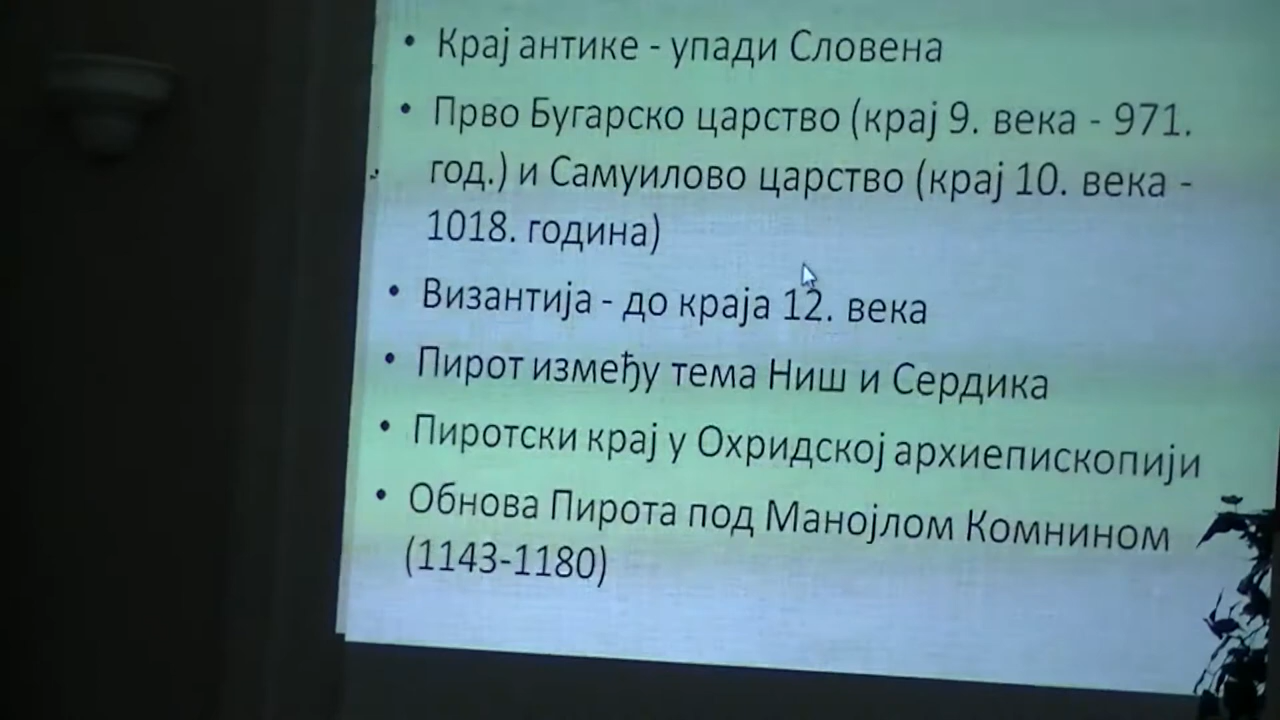 • Крај антике - упади Словена
• Прво Бугарско царство (крај 9. века - 971.
год.) и Самуилово царство (крај 10. века -
1018. година)
• Византија - до краја 12. века
• Пирот између тема Ниш и Сердика
• Пиротски крај у Охридској архиепископији
• Обнова Пирота под Манојлом Комнином
(1143-1180)